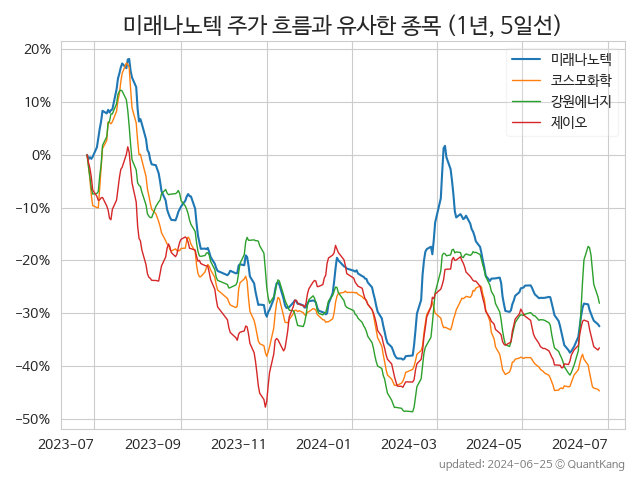 미래나노텍 주가 흐름과 유사한 종목 (1년, 5일선)
미래나노텍
코스모화학
강원에너지
제이오
20%
10%
0%
−10%
−20%
−30%
−40%
−50%
2023-07 2023-09 2023-11 2024-01 2024-03 2024-05 2024-07
updated: 2024-06-25 © QuantKang